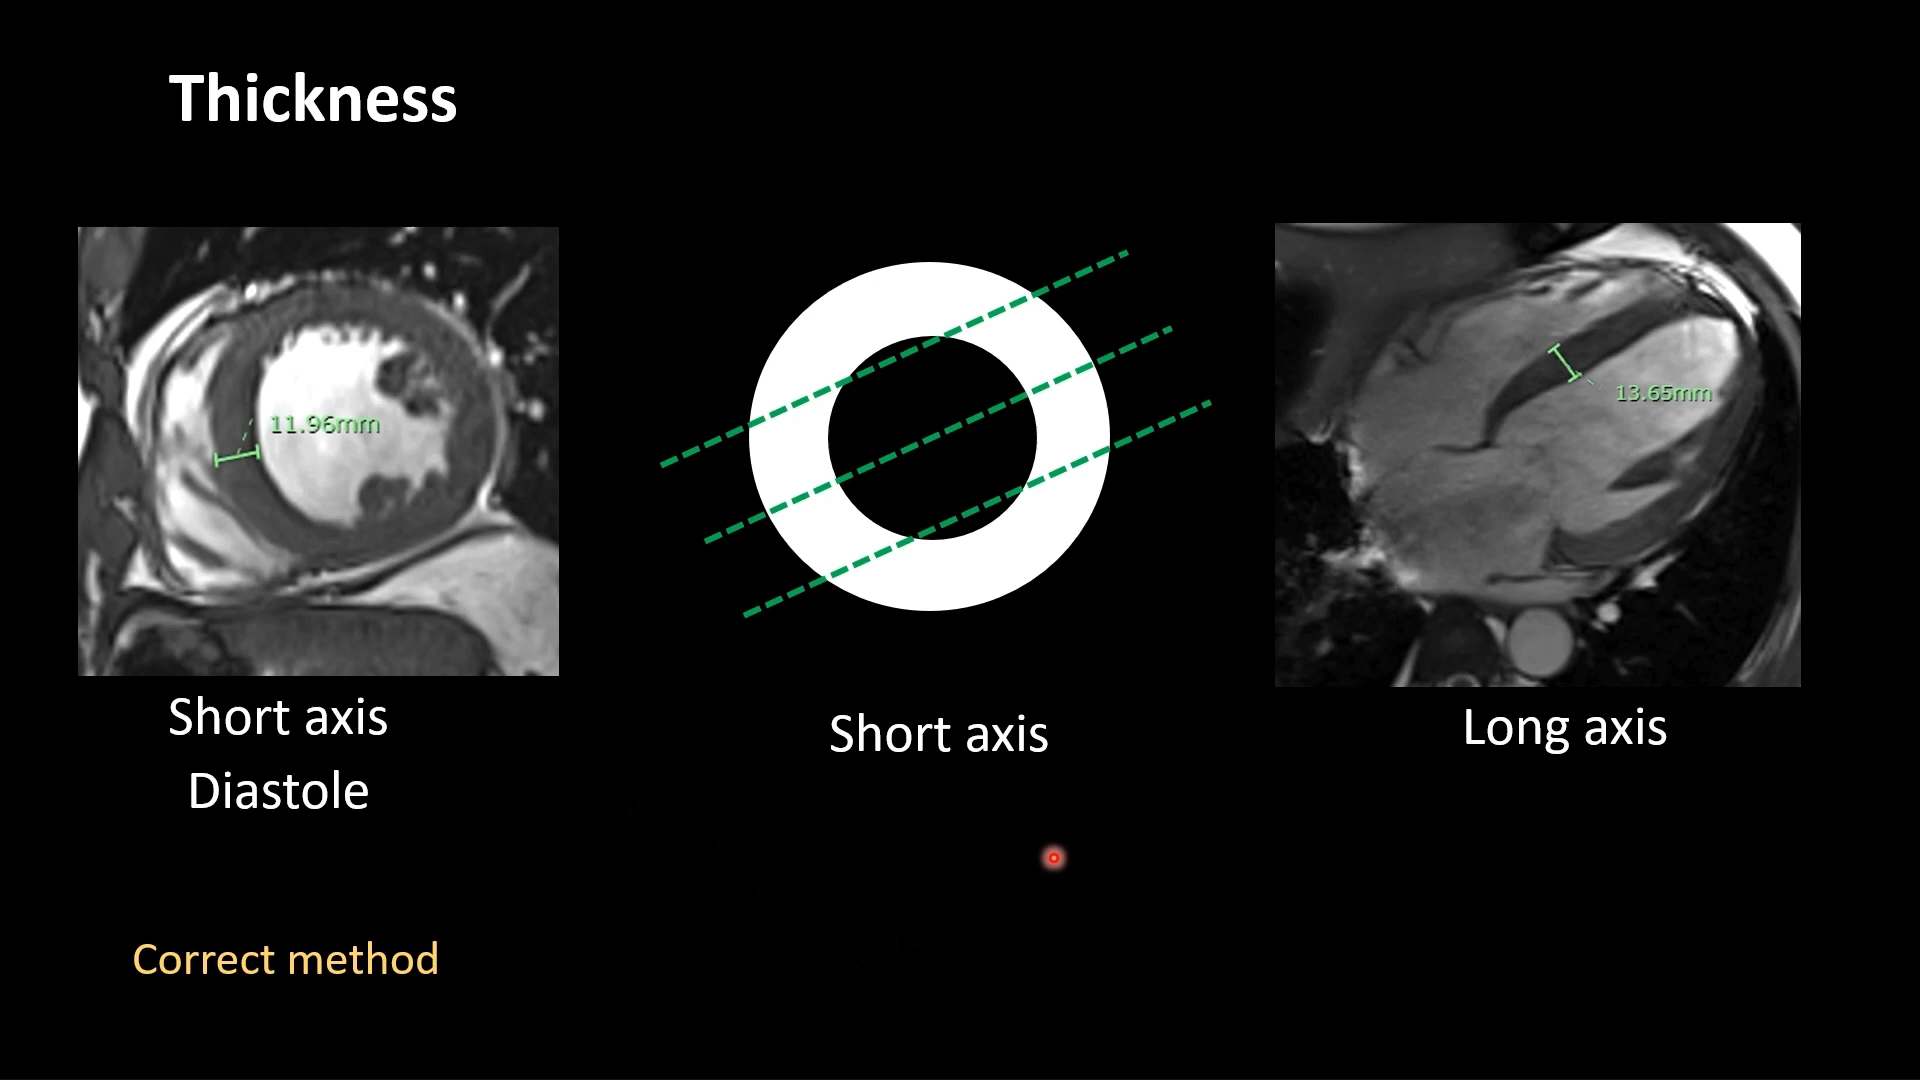 Thickness
11.96mm
13.65mm
Short axis
Diastole
Short axis
Long axis
Correct method